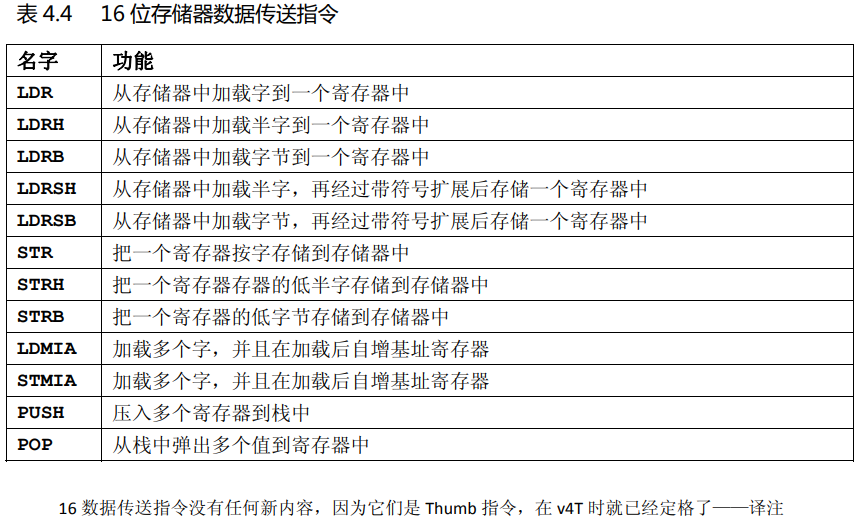 表 4.4 16 位存储器数据传送指令
名字 功能
LDR 从存储器中加载字到一个寄存器中
LDRH 从存储器中加载半字到一个寄存器中
LDRB 从存储器中加载字节到一个寄存器中
LDRSH 从存储器中加载半字，再经过带符号扩展后存储一个寄存器中
LDRSB 从存储器中加载字节，再经过带符号扩展后存储一个寄存器中
STR 把一个寄存器按字存储到存储器中
STRH 把一个寄存器存器的低半字存储到存储器中
STRB 把一个寄存器的低字节存储到存储器中
LDMIA 加载多个字，并且在加载后自增基址寄存器
STMIA 加载多个字，并且在加载后自增基址寄存器
PUSH 压入多个寄存器到栈中
POP 从栈中弹出多个值到寄存器中
16 数据传送指令没有任何新内容，因为它们是 Thumb 指令，在 v4T 时就已经定格了——译注